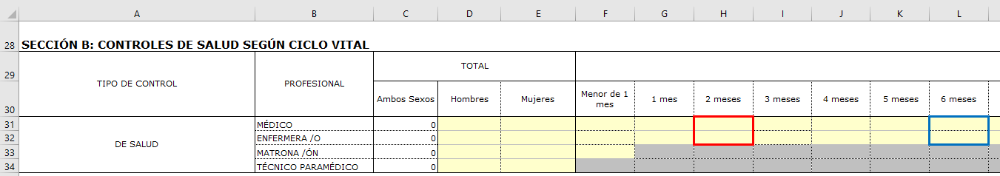 A B C D E F G H I J K L
28 SECCIÓN B: CONTROLES DE SALUD SEGÚN CICLO VITAL
29 TIPO DE CONTROL PROFESIONAL TOTAL
30 Ambos Sexos Hombres Mujeres Menor de 1 mes 1 mes 2 meses 3 meses 4 meses 5 meses 6 meses
31 DE SALUD MÉDICO 0
32 ENFERMERA /O 0
33 MATRONA /ÓN 0
34 TÉCNICO PARAMÉDICO 0